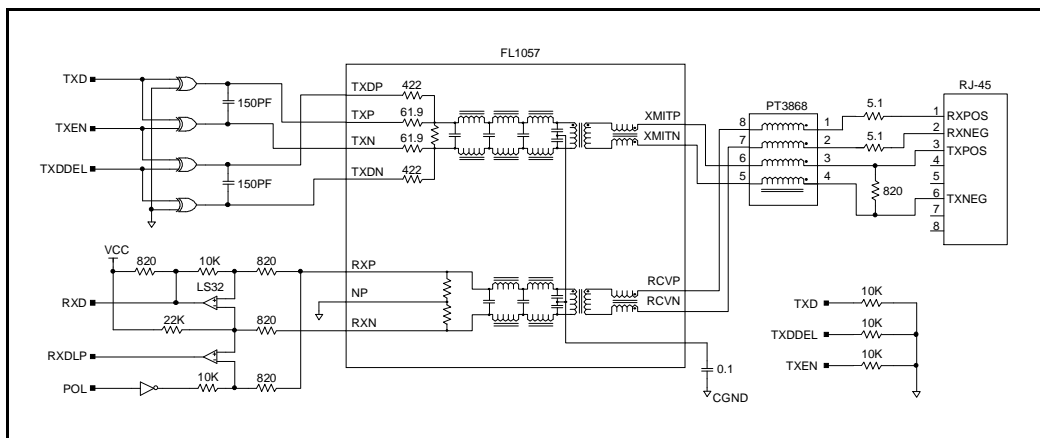 FL1057
RJ-45
TXD
TXEN
TXDDEL
150PF
150PF
TXDP
422
TXP
61.9
TXN
61.9
TXDN
422
XMITP
XMITN
PT3868
8
7
6
5
1
2
3
4
5.1
5.1
820
1
2
3
4
5
6
7
8
RXPOS
RXNEG
TXPOS
TXNEG
VCC
820
10K
820
RXD
LS32
22K
820
RXDLP
POL
10K
820
RXP
NP
RXN
RCVP
RCVN
0.1
CGND
TXD
10K
TXDDEL
10K
TXEN
10K